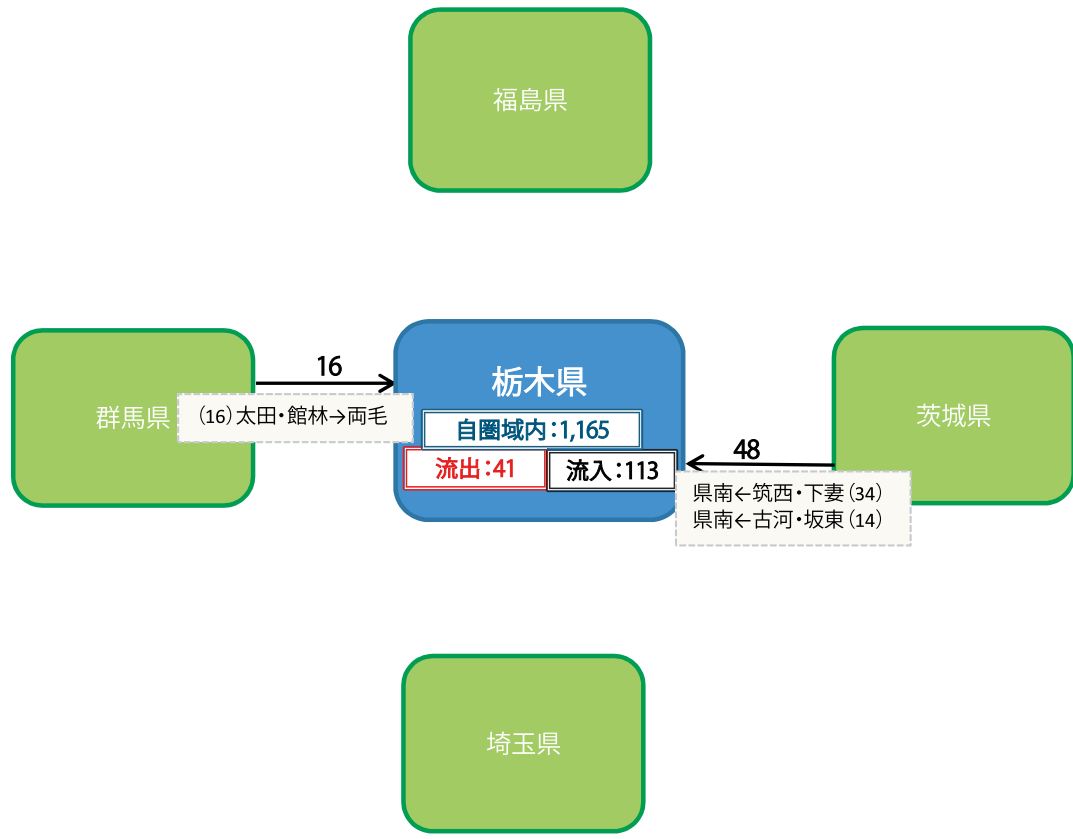 福島県
16
群馬県
(16)太田・館林→両毛
栃木県
自圏域内：1,165
流出：41
流入：113
48
茨城県
県南←筑西・下妻(34)
県南←古河・坂東(14)
埼玉県